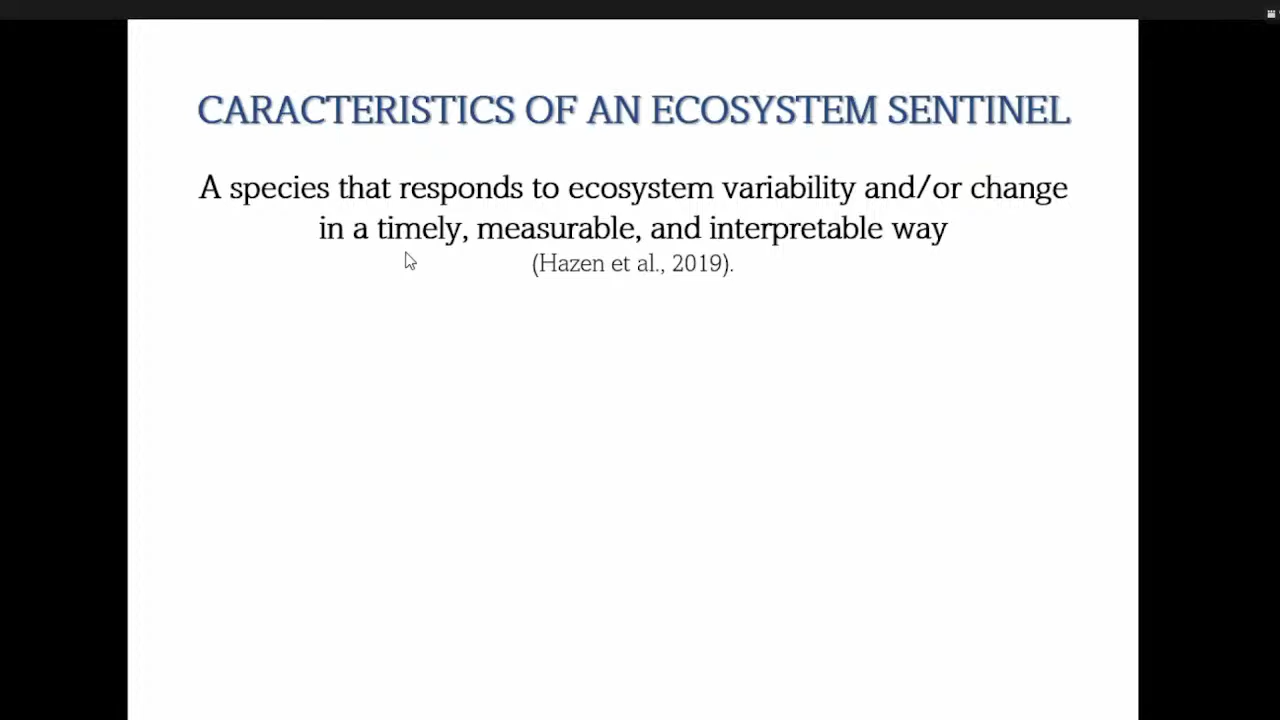 CARACTERISTICS OF AN ECOSYSTEM SENTINEL
A species that responds to ecosystem variability and/or change
in a timely, measurable, and interpretable way
(Hazen et al., 2019).